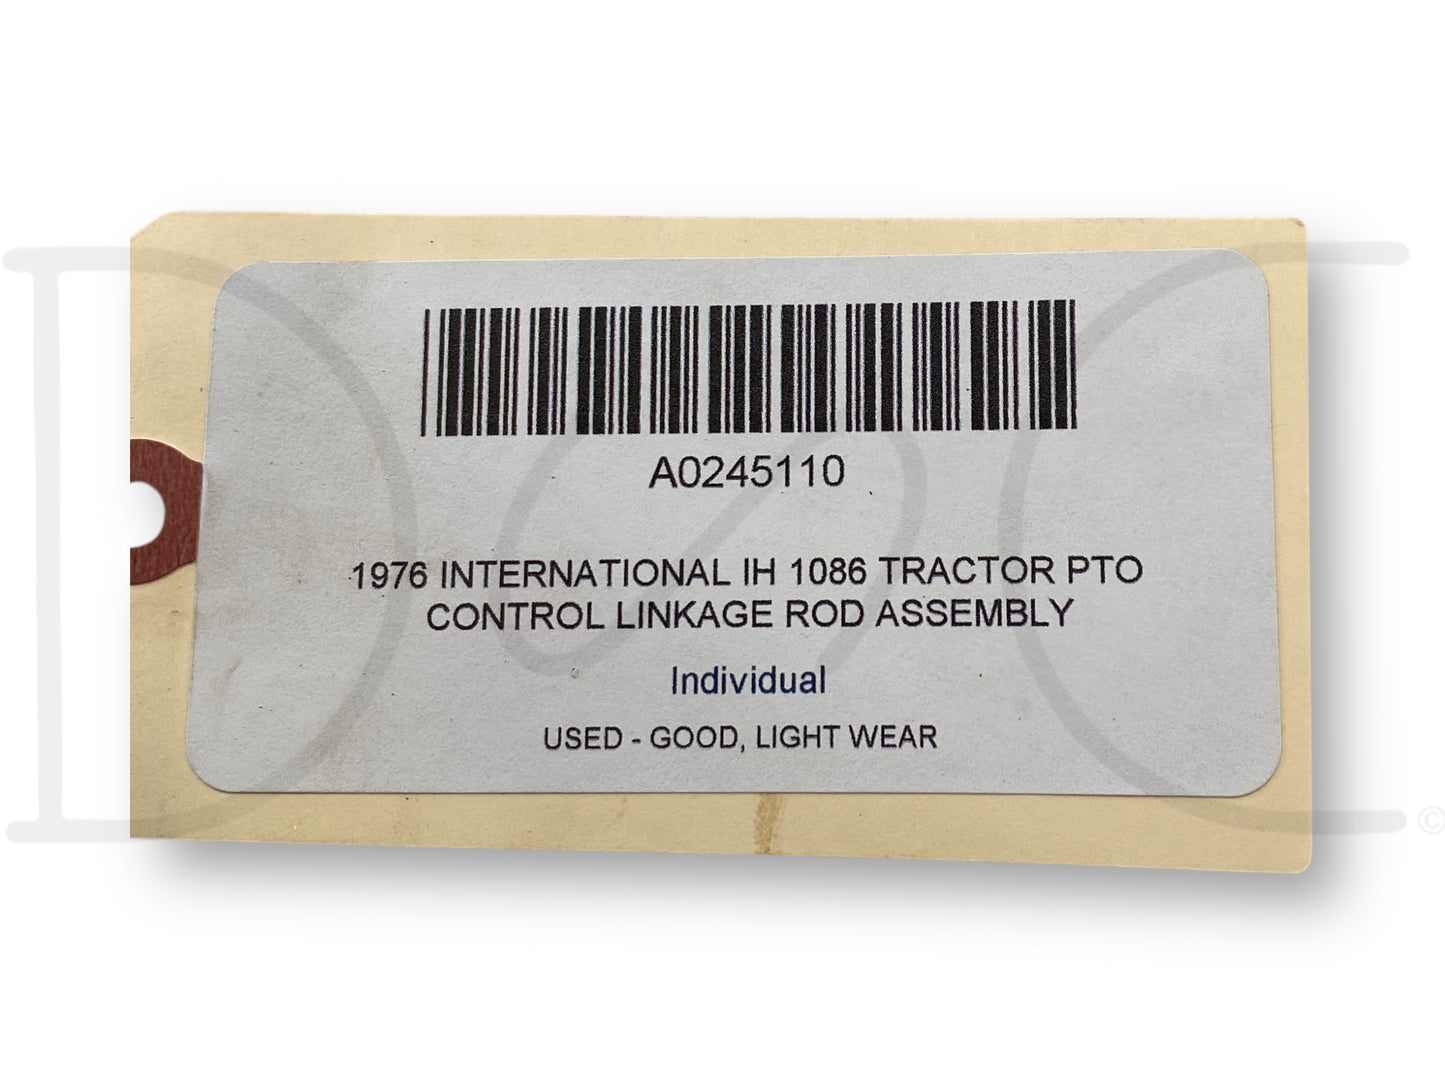 A0245110
1976 INTERNATIONAL IH 1086 TRACTOR PTO
CONTROL LINKAGE ROD ASSEMBLY
Individual
USED - GOOD, LIGHT WEAR
©